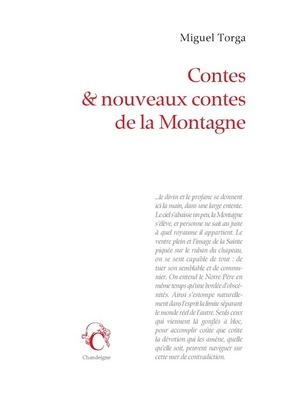 Miguel Torga
Contes
& nouveaux contes
de la Montagne
...le divin et le profane se donnent
ici la main, dans une large entente.
Le ciel s'abaisse un peu, la Montagne
s'élève, et personne ne sait au juste
à quel royaume il appartient. Le
ventre plein et l'image de la Sainte
piquée sur le ruban du chapeau,
on se sent capable de tout : de
tuer son semblable et de commu-
nier. On entend le Notre Père en
même temps qu'une bordée d'obscé-
nités. Ainsi s'estompe naturelle-
ment dans l'esprit la limite séparant
le monde réel de l'autre. Seuls ceux
qui viennent là gonflés à bloc,
pour accomplir coûte que coûte
la dévotion qui les amène, quelle
qu'elle soit, peuvent naviguer sur
cette mer de contradiction.
Chandeigne